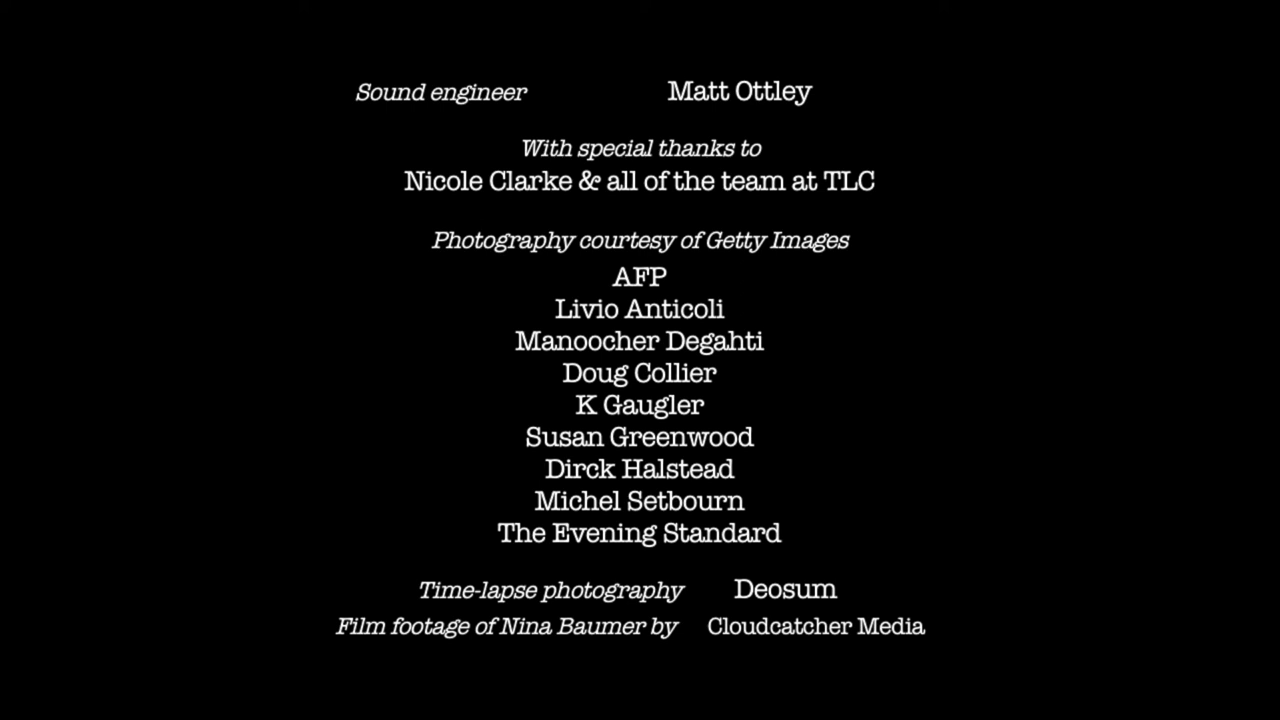 Sound engineer Matt Ottley
With special thanks to
Nicole Clarke & all of the team at TLC
Photography courtesy of Getty Images
AFP
Livio Anticoli
Manoocher Degahti
Doug Collier
K Gaugler
Susan Greenwood
Dirck Halstead
Michel Setbourn
The Evening Standard
Time-lapse photography Deosum
Film footage of Nina Baumer by Cloudcatcher Media